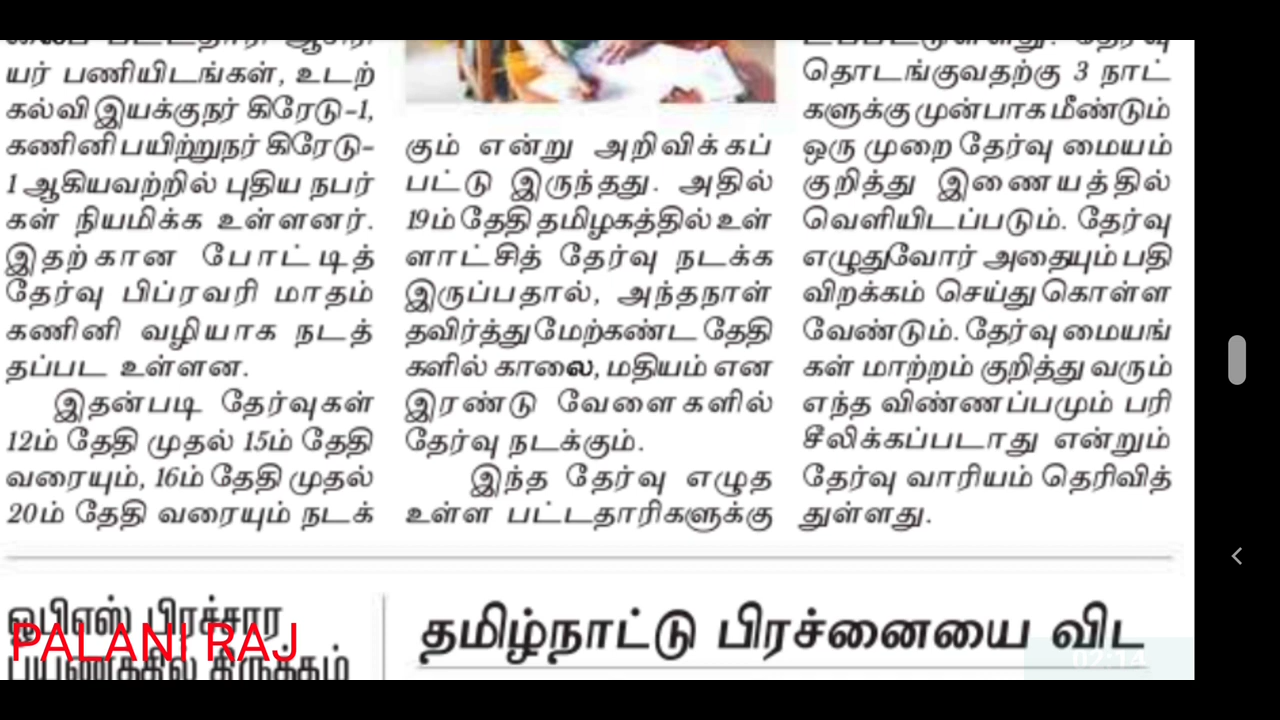 யர் பணியிடங்கள், உடற்
கல்வி இயக்குநர் கிரேடு-1,
கணினி பயிற்றுநர் கிரேடு-
1 ஆகியவற்றில் புதிய நபர்
கள் நியமிக்க உள்ளனர்.
இதற்கான போட்டித்
தேர்வு பிப்ரவரி மாதம்
கணினி வழியாக நடத்
தப்பட உள்ளன.
இதன்படி தேர்வுகள்
12ம் தேதி முதல் 15ம் தேதி
வரையும், 16ம் தேதி முதல்
20ம் தேதி வரையும் நடக்
கும் என்று அறிவிக்கப்
பட்டு இருந்தது. அதில்
19ம் தேதி தமிழகத்தில் உள்
ளாட்சித் தேர்வு நடக்க
இருப்பதால், அந்தநாள்
தவிர்த்து மேற்கண்ட தேதி
களில் காலை, மதியம் என
இரண்டு வேளைகளில்
தேர்வு நடக்கும்.
இந்த தேர்வு எழுத
உள்ள பட்டதாரிகளுக்கு
தொடங்குவதற்கு 3 நாட்
களுக்கு முன்பாக மீண்டும்
ஒரு முறை தேர்வு மையம்
குறித்து இணையத்தில்
வெளியிடப்படும். தேர்வு
எழுதுவோர் அதையும் பதி
விறக்கம் செய்து கொள்ள
வேண்டும். தேர்வு மையங்
கள் மாற்றம் குறித்து வரும்
எந்த விண்ணப்பமும் பரி
சீலிக்கப்படாது என்றும்
தேர்வு வாரியம் தெரிவித்
துள்ளது.
ஓபிஎஸ் பிரச்சார
PALANI RAJ
தமிழ்நாட்டு பிரச்னையை விட
02:14